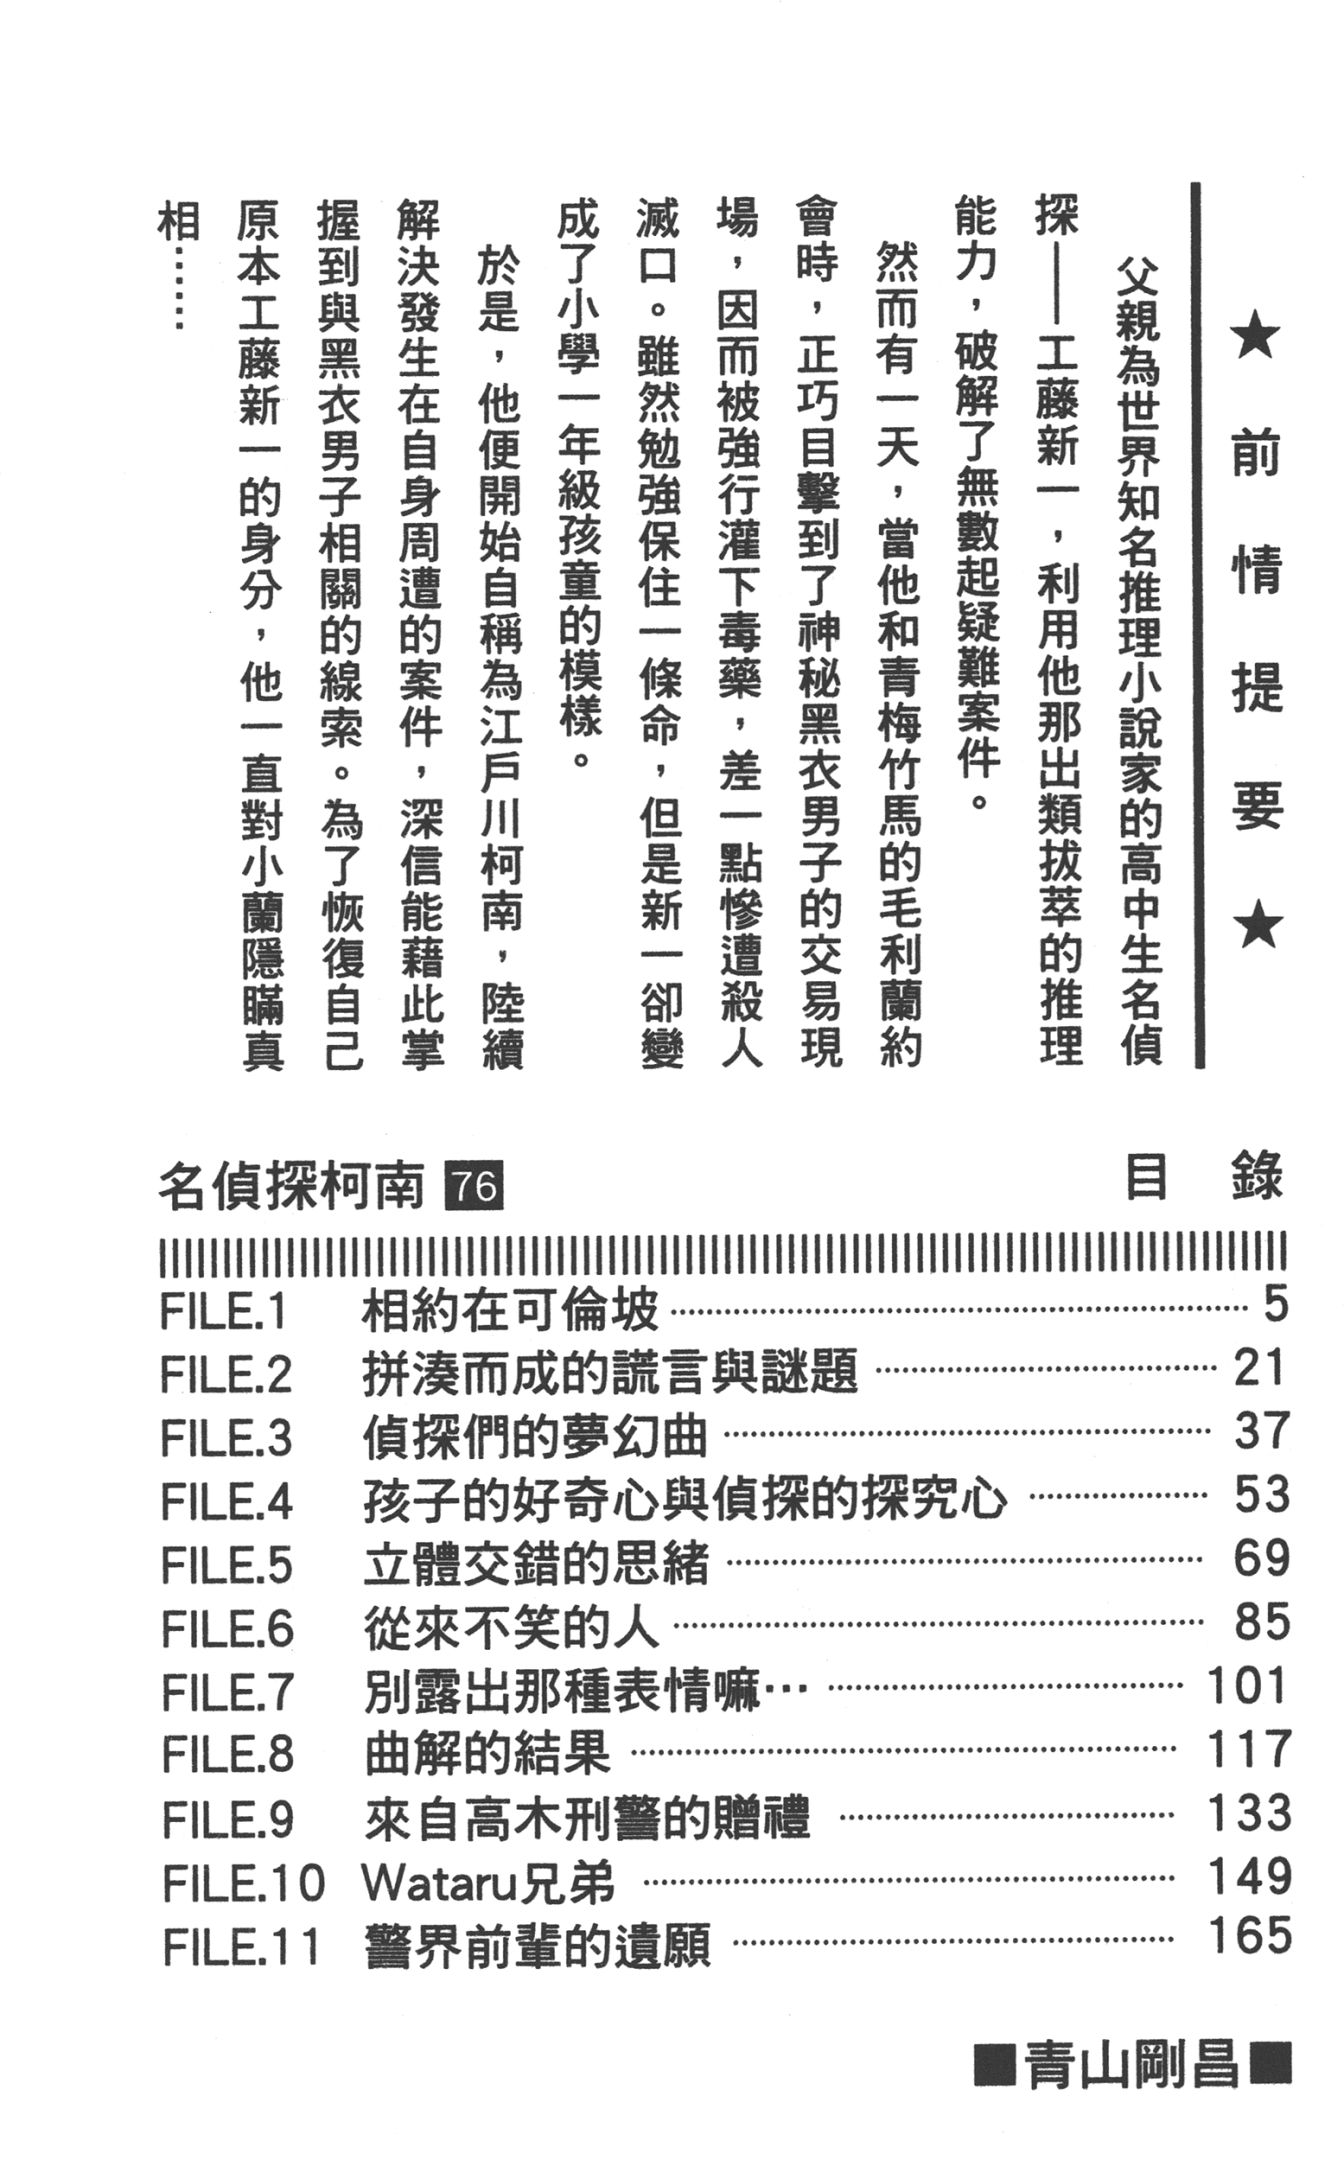 ★前情提要★
父親為世界知名推理小說家的高中生名偵
探——工藤新一，利用他那出類拔萃的推理
能力，破解了無數起疑難案件。
然而有一天，當他和青梅竹馬的毛利蘭約
會時，正巧目擊到了神秘黑衣男子的交易現
場，因而被強行灌下毒藥，差一點慘遭殺人
滅口。雖然勉強保住一條命，但是新一卻變
成了小學一年級孩童的模樣。
於是，他便開始自稱為江戶川柯南，陸續
解決發生在自身周遭的案件，深信能藉此掌
握到與黑衣男子相關的線索。為了恢復自己
原本工藤新一的身分，他一直對小蘭隱瞞真
相……
名偵探柯南 76 目錄
FILE.1 相約在可倫坡 5
FILE.2 拼湊而成的謊言與謎題 21
FILE.3 偵探們的夢幻曲 37
FILE.4 孩子的好奇心與偵探的探究心 53
FILE.5 立體交錯的思緒 69
FILE.6 從來不笑的人 85
FILE.7 別露出那種表情嘛… 101
FILE.8 曲解的結果 117
FILE.9 來自高木刑警的贈禮 133
FILE.10 Wataru兄弟 149
FILE.11 警界前輩的遺願 165
■青山剛昌■